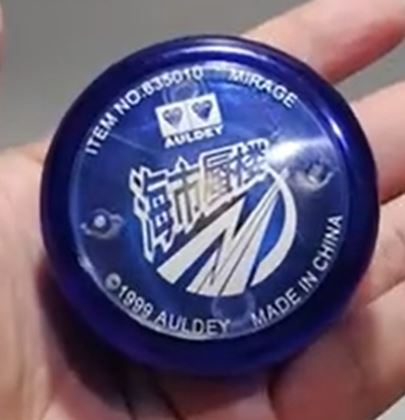 ITEM NO:635010 MIRAGE
AULDEY
海市蜃楼
©1999 AULDEY MADE IN CHINA